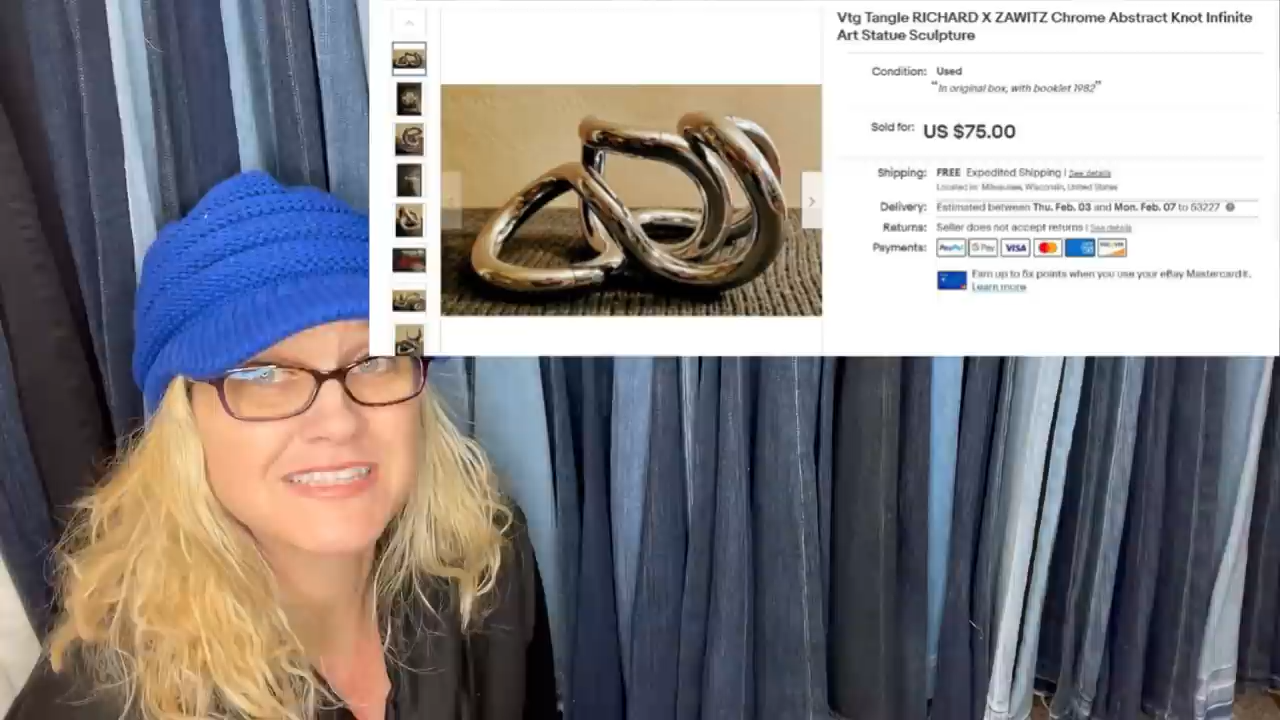 Vtg Tangle RICHARD X ZAWITZ Chrome Abstract Knot Infinite
Art Statue Sculpture
Condition: Used
"In original box, with booklet 1982"
Sold for: US $75.00
Shipping: FREE Expedited Shipping | See details
Located in: Milwaukee, Wisconsin, United States
Delivery: Estimated between Thu. Feb. 03 and Mon. Feb. 07 to 53227
Returns: Seller does not accept returns | See details
Payments: PayPal G Pay VISA
Earn up to 5x points when you use your eBay Mastercard®.
Learn more